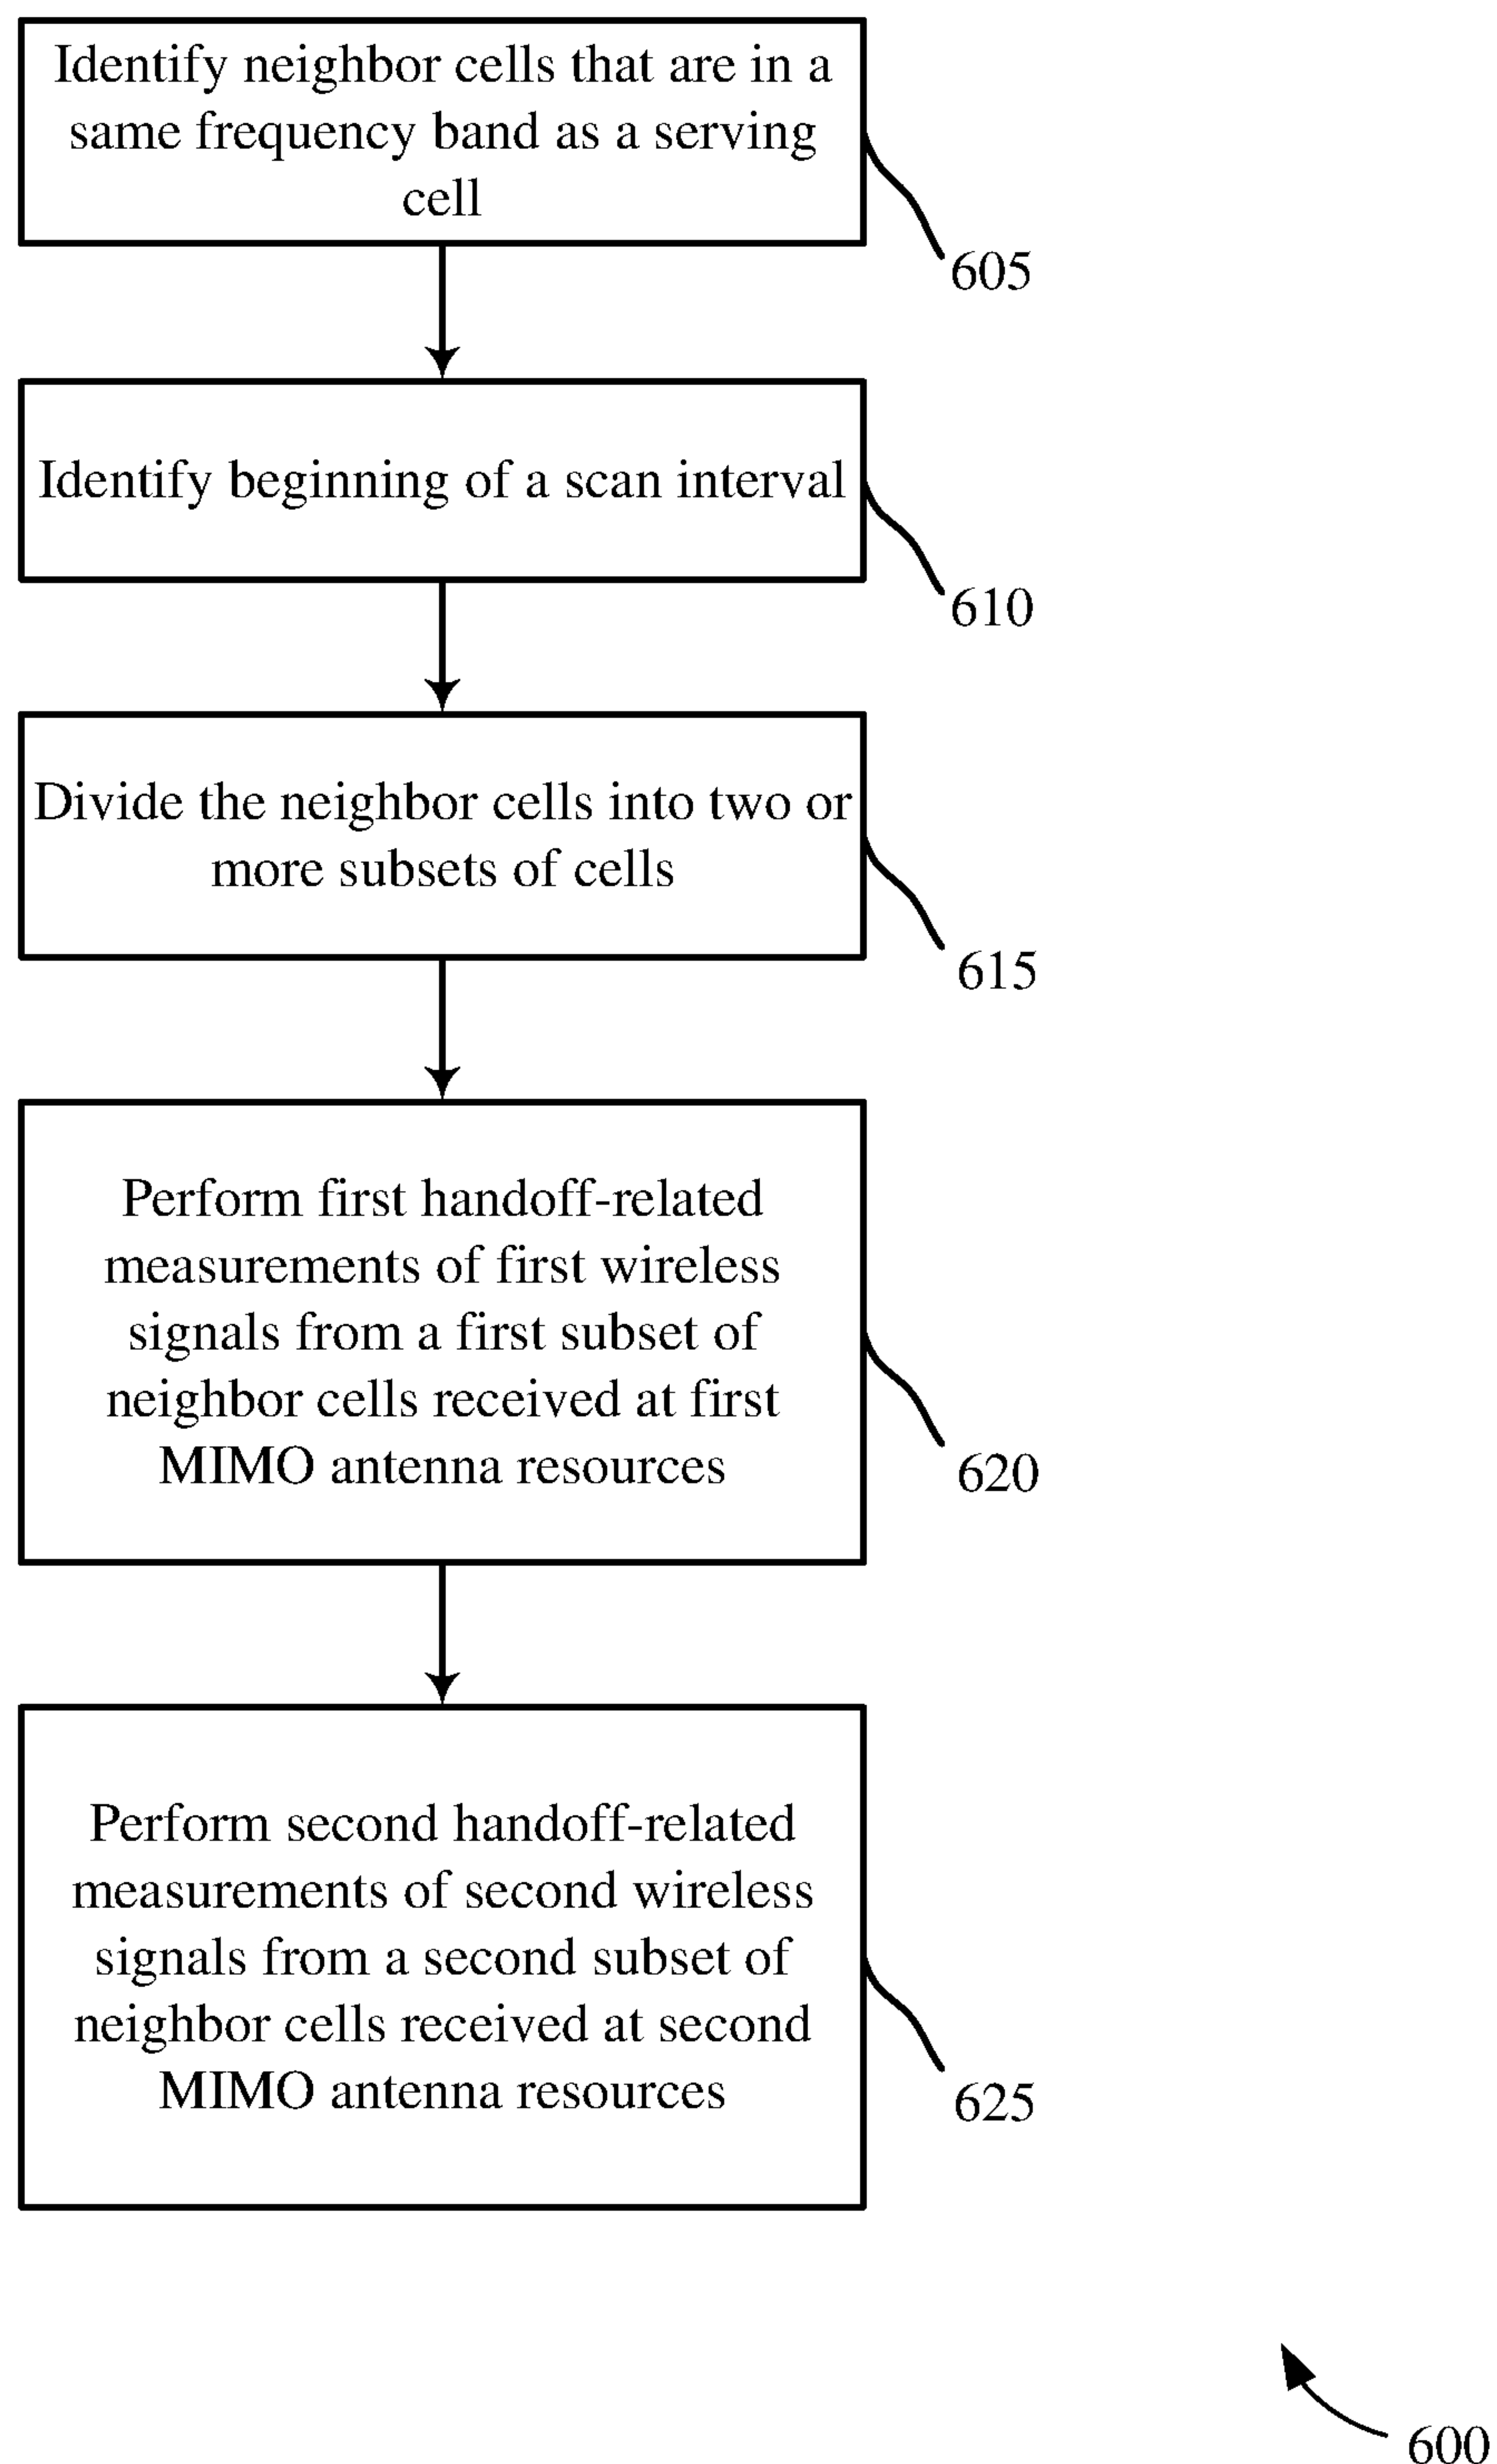 Identify neighbor cells that are in a
same frequency band as a serving
cell
605
Identify beginning of a scan interval
610
Divide the neighbor cells into two or
more subsets of cells
615
Perform first handoff-related
measurements of first wireless
signals from a first subset of
neighbor cells received at first
MIMO antenna resources
620
Perform second handoff-related
measurements of second wireless
signals from a second subset of
neighbor cells received at second
MIMO antenna resources
625
600